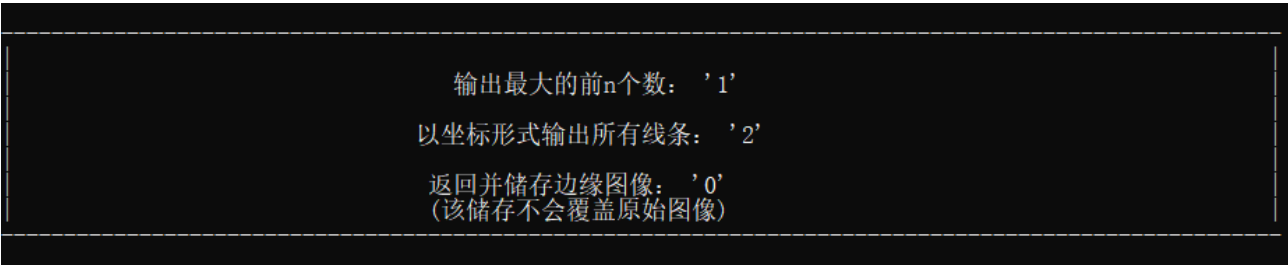 输出最大的前n个数： '1'
以坐标形式输出所有线条： '2'
返回并储存边缘图像： '0'
(该储存不会覆盖原始图像)